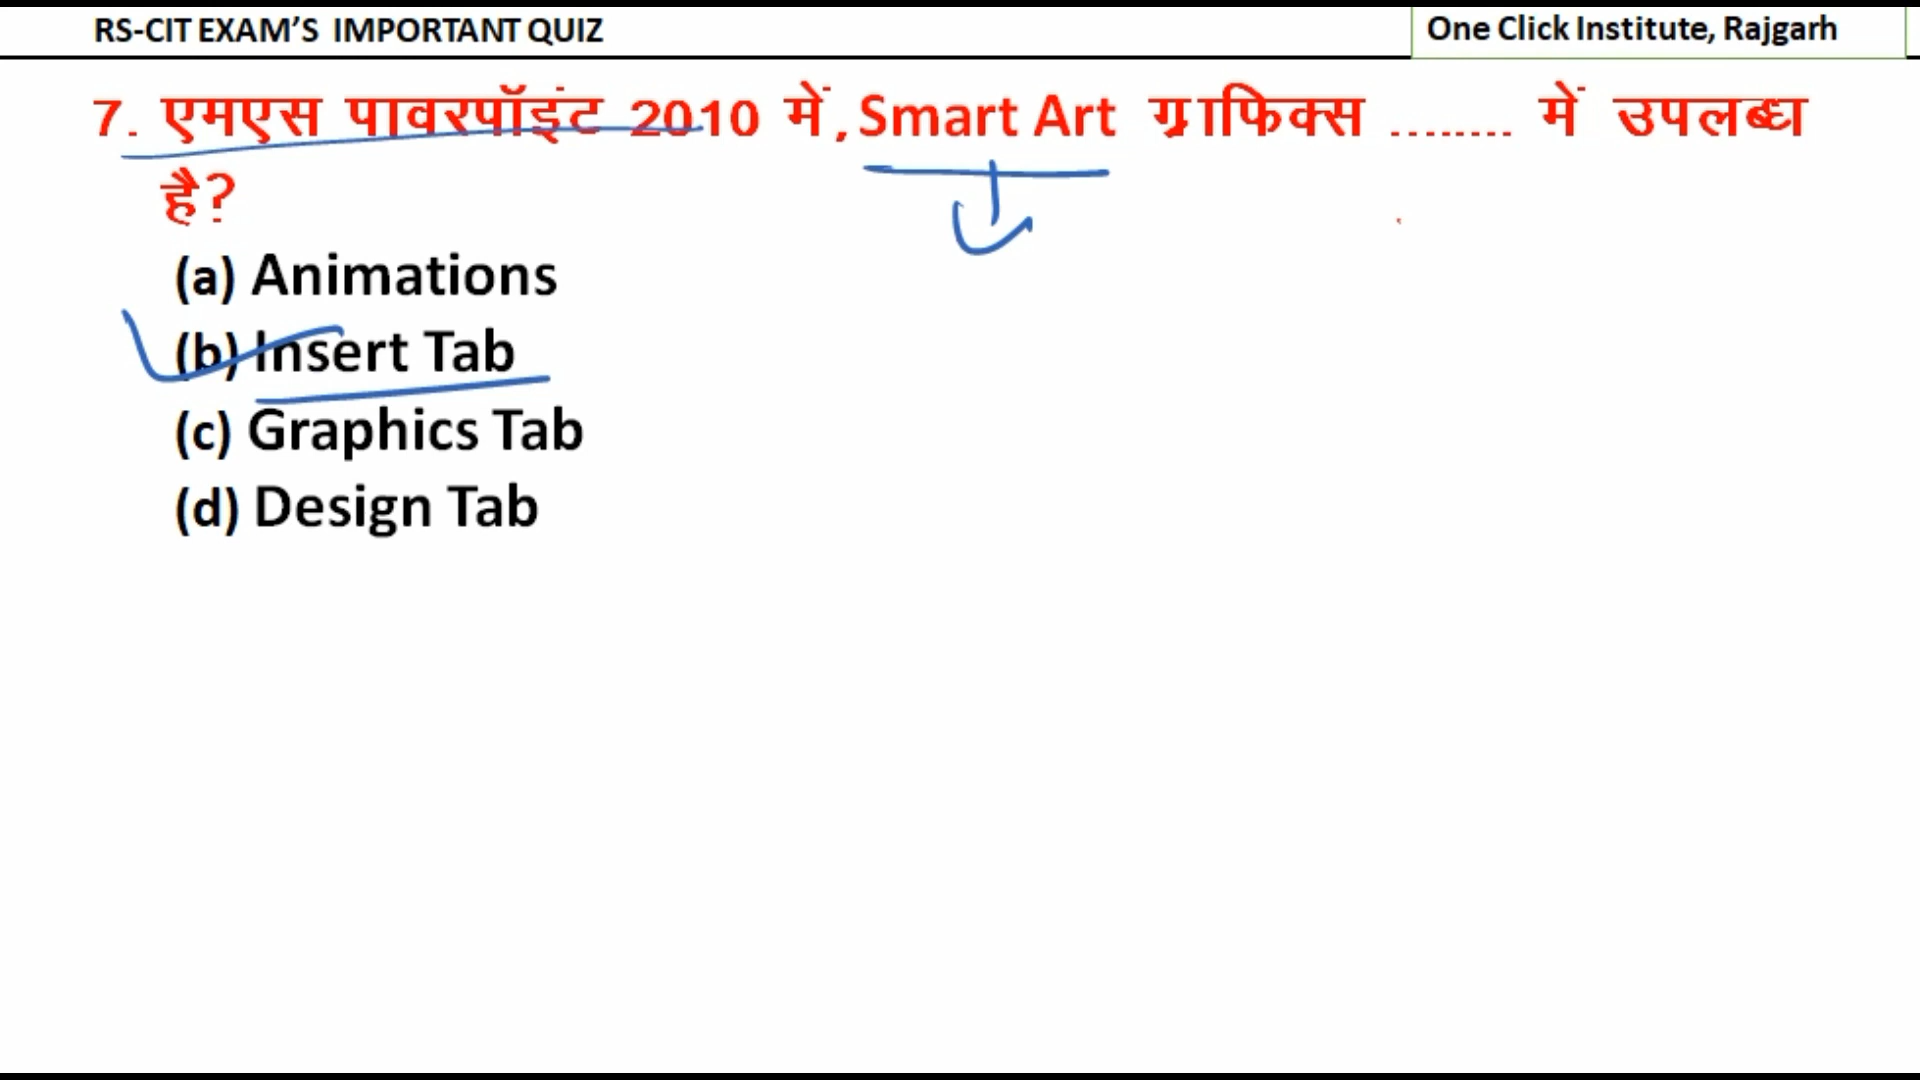 RS-CIT EXAM’S IMPORTANT QUIZ
One Click Institute, Rajgarh
7. एमएस पावरपॉइंट 2010 में, Smart Art ग्राफिक्स ........ में उपलब्ध
है?
(a) Animations
(b) Insert Tab
(c) Graphics Tab
(d) Design Tab